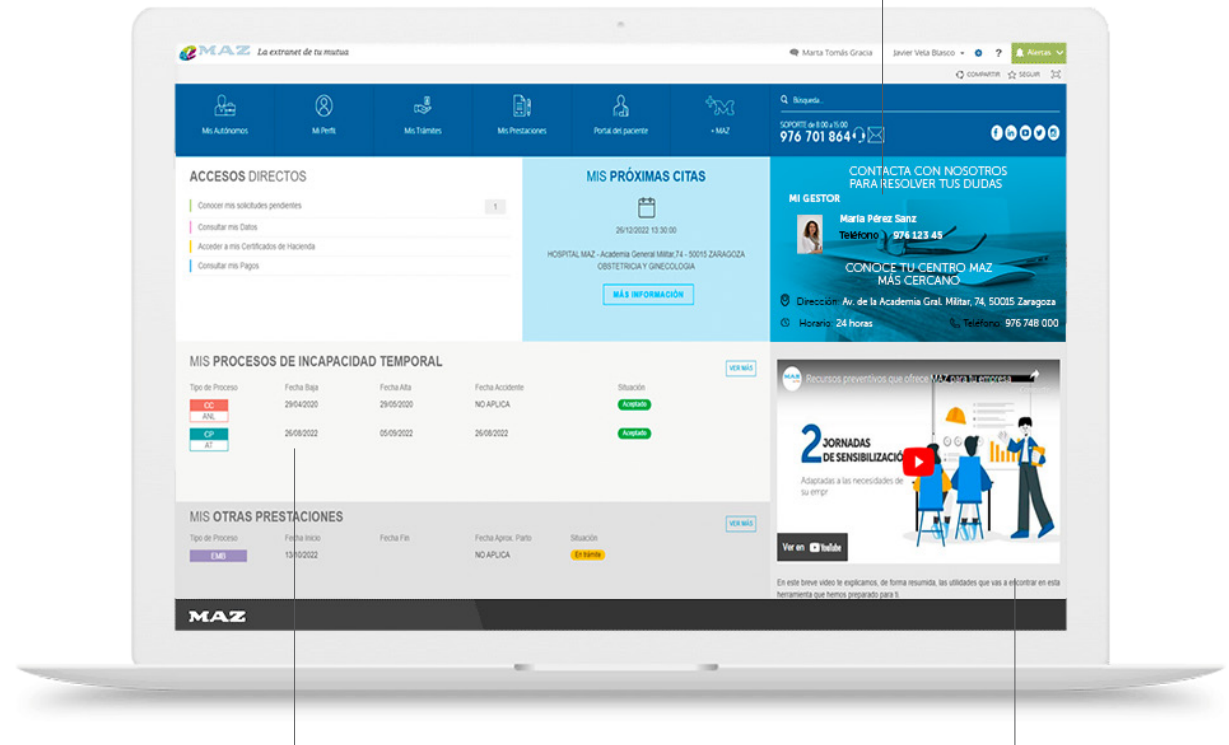 MAZ La extranet de tu mutua
Marta Tomás Gracia Javier Vela Blasco ? Alertas
COMPARTIR SEGUIR
Mis Autónomos Mi Perfil Mis Trámites Mis Prestaciones Portal del paciente + MAZ
Búsqueda...
SOPORTE de 8:00 a 15:00
976 701 864
ACCESOS DIRECTOS
Conocer mis solicitudes pendientes 1
Consultar mis Datos
Acceder a mis Certificados de Hacienda
Consultar mis Pagos
MIS PRÓXIMAS CITAS
26/12/2022 13:30:00
HOSPITAL MAZ - Academia General Militar,74 - 50015 ZARAGOZA
OBSTETRICIA Y GINECOLOGIA
MÁS INFORMACIÓN
CONTACTA CON NOSOTROS
PARA RESOLVER TUS DUDAS
MI GESTOR
María Pérez Sanz
Teléfono 976 123 45
CONOCE TU CENTRO MAZ
MÁS CERCANO
Dirección: Av. de la Academia Gral. Militar, 74, 50015 Zaragoza
Horario: 24 horas Teléfono: 976 748 000
MIS PROCESOS DE INCAPACIDAD TEMPORAL VER MÁS
Tipo de Proceso Fecha Baja Fecha Alta Fecha Accidente Situación
CC 29/04/2020 29/05/2020 NO APLICA Aceptado
ANL
CP 26/08/2022 05/09/2022 26/08/2022 Aceptado
AT
MIS OTRAS PRESTACIONES VER MÁS
Tipo de Proceso Fecha Inicio Fecha Fin Fecha Aprox. Parto Situación
EMB 13/10/2022 NO APLICA En trámite
MAZ Recursos preventivos que ofrece MAZ para tu empresa
2 JORNADAS
DE SENSIBILIZACIÓ
Adaptadas a las necesidades de
su empr
Ver en YouTube
En este breve video te explicamos, de forma resumida, las utilidades que vas a encontrar en esta
herramienta que hemos preparado para ti.
MAZ